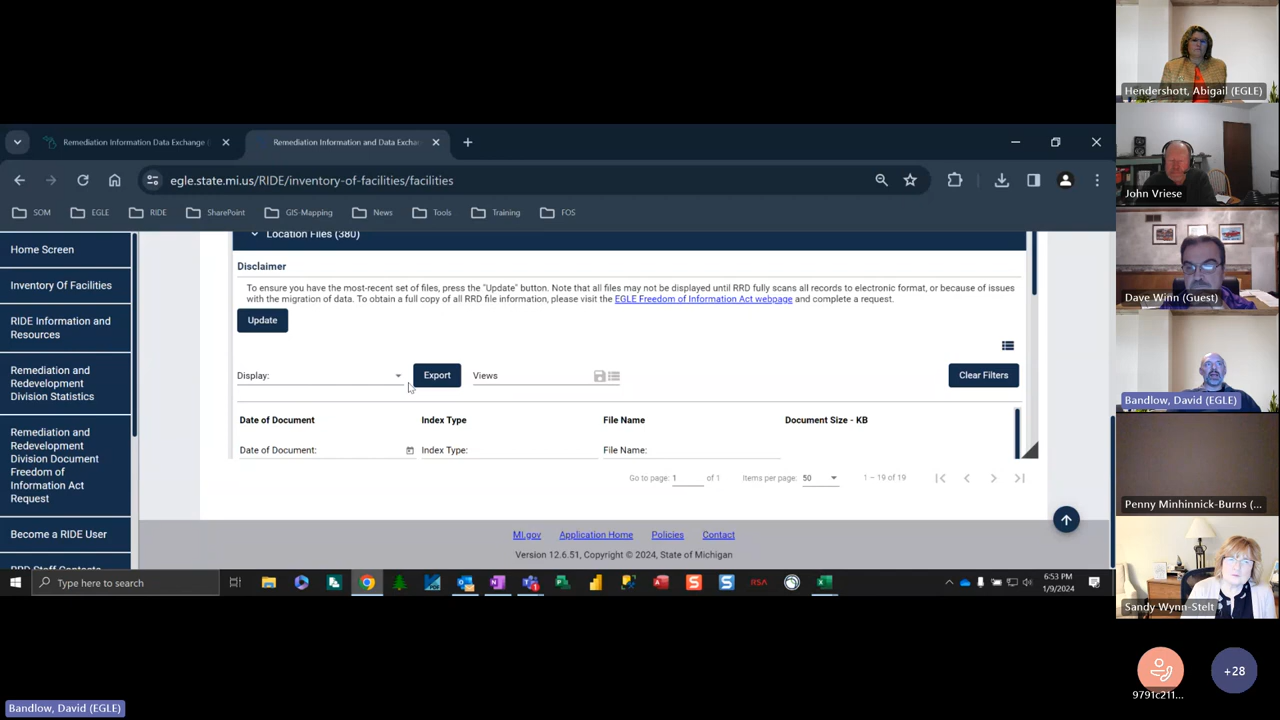 Remediation Information Data Exchange
Remediation Information and Data Exchar
egle.state.mi.us/RIDE/inventory-of-facilities/facilities
SOM
EGLE
RIDE
SharePoint
GIS-Mapping
News
Tools
Training
FOS
Home Screen
Inventory Of Facilities
RIDE Information and
Resources
Remediation and
Redevelopment
Division Statistics
Remediation and
Redevelopment
Division Document
Freedom of
Information Act
Request
Become a RIDE User
RRD Staff Contacts
Location Files (380)
Disclaimer
To ensure you have the most-recent set of files, press the "Update" button. Note that all files may not be displayed until RRD fully scans all records to electronic format, or because of issues
with the migration of data. To obtain a full copy of all RRD file information, please visit the EGLE Freedom of Information Act webpage and complete a request.
Update
Display:
Export
Views
Clear Filters
Date of Document
Index Type
File Name
Document Size - KB
Date of Document:
Index Type:
File Name:
Go to page: 1 of 1
Items per page: 50
1 – 19 of 19
MI.gov
Application Home
Policies
Contact
Version 12.6.51, Copyright © 2024, State of Michigan
Type here to search
RSA
6:53 PM
1/9/2024
Hendershott, Abigail (EGLE)
John Vriese
Dave Winn (Guest)
Bandlow, David (EGLE)
Penny Minhinnick-Burns (...
Sandy Wynn-Stelt
9791c211...
+28
Bandlow, David (EGLE)